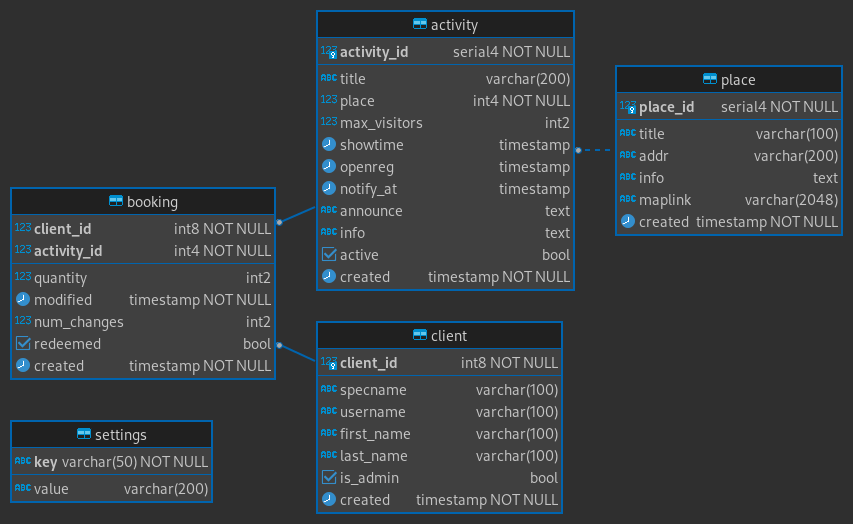 activity
123 activity_id serial4 NOT NULL
ABC title varchar(200)
123 place int4 NOT NULL
123 max_visitors int2
showtime timestamp
openreg timestamp
notify_at timestamp
ABC announce text
ABC info text
active bool
created timestamp NOT NULL
place
123 place_id serial4 NOT NULL
ABC title varchar(100)
ABC addr varchar(200)
ABC info text
ABC maplink varchar(2048)
created timestamp NOT NULL
booking
123 client_id int8 NOT NULL
123 activity_id int4 NOT NULL
123 quantity int2
modified timestamp NOT NULL
123 num_changes int2
redeemed bool
created timestamp NOT NULL
client
123 client_id int8 NOT NULL
ABC specname varchar(100)
ABC username varchar(100)
ABC first_name varchar(100)
ABC last_name varchar(100)
is_admin bool
created timestamp NOT NULL
settings
ABC key varchar(50) NOT NULL
ABC value varchar(200)